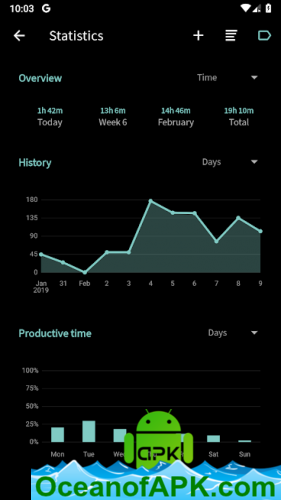 10:03
Statistics
Overview Time
1h 42m 13h 6m 14h 46m 19h 10m
Today Week 6 February Total
History Days
180
135
90
45
0
Jan 31 Feb 2 3 4 5 6 7 8 9
2019
Productive time Days
100%
75%
50%
25%
0%
Mon Tue Sat Sun
APK
OceanofAPK.com